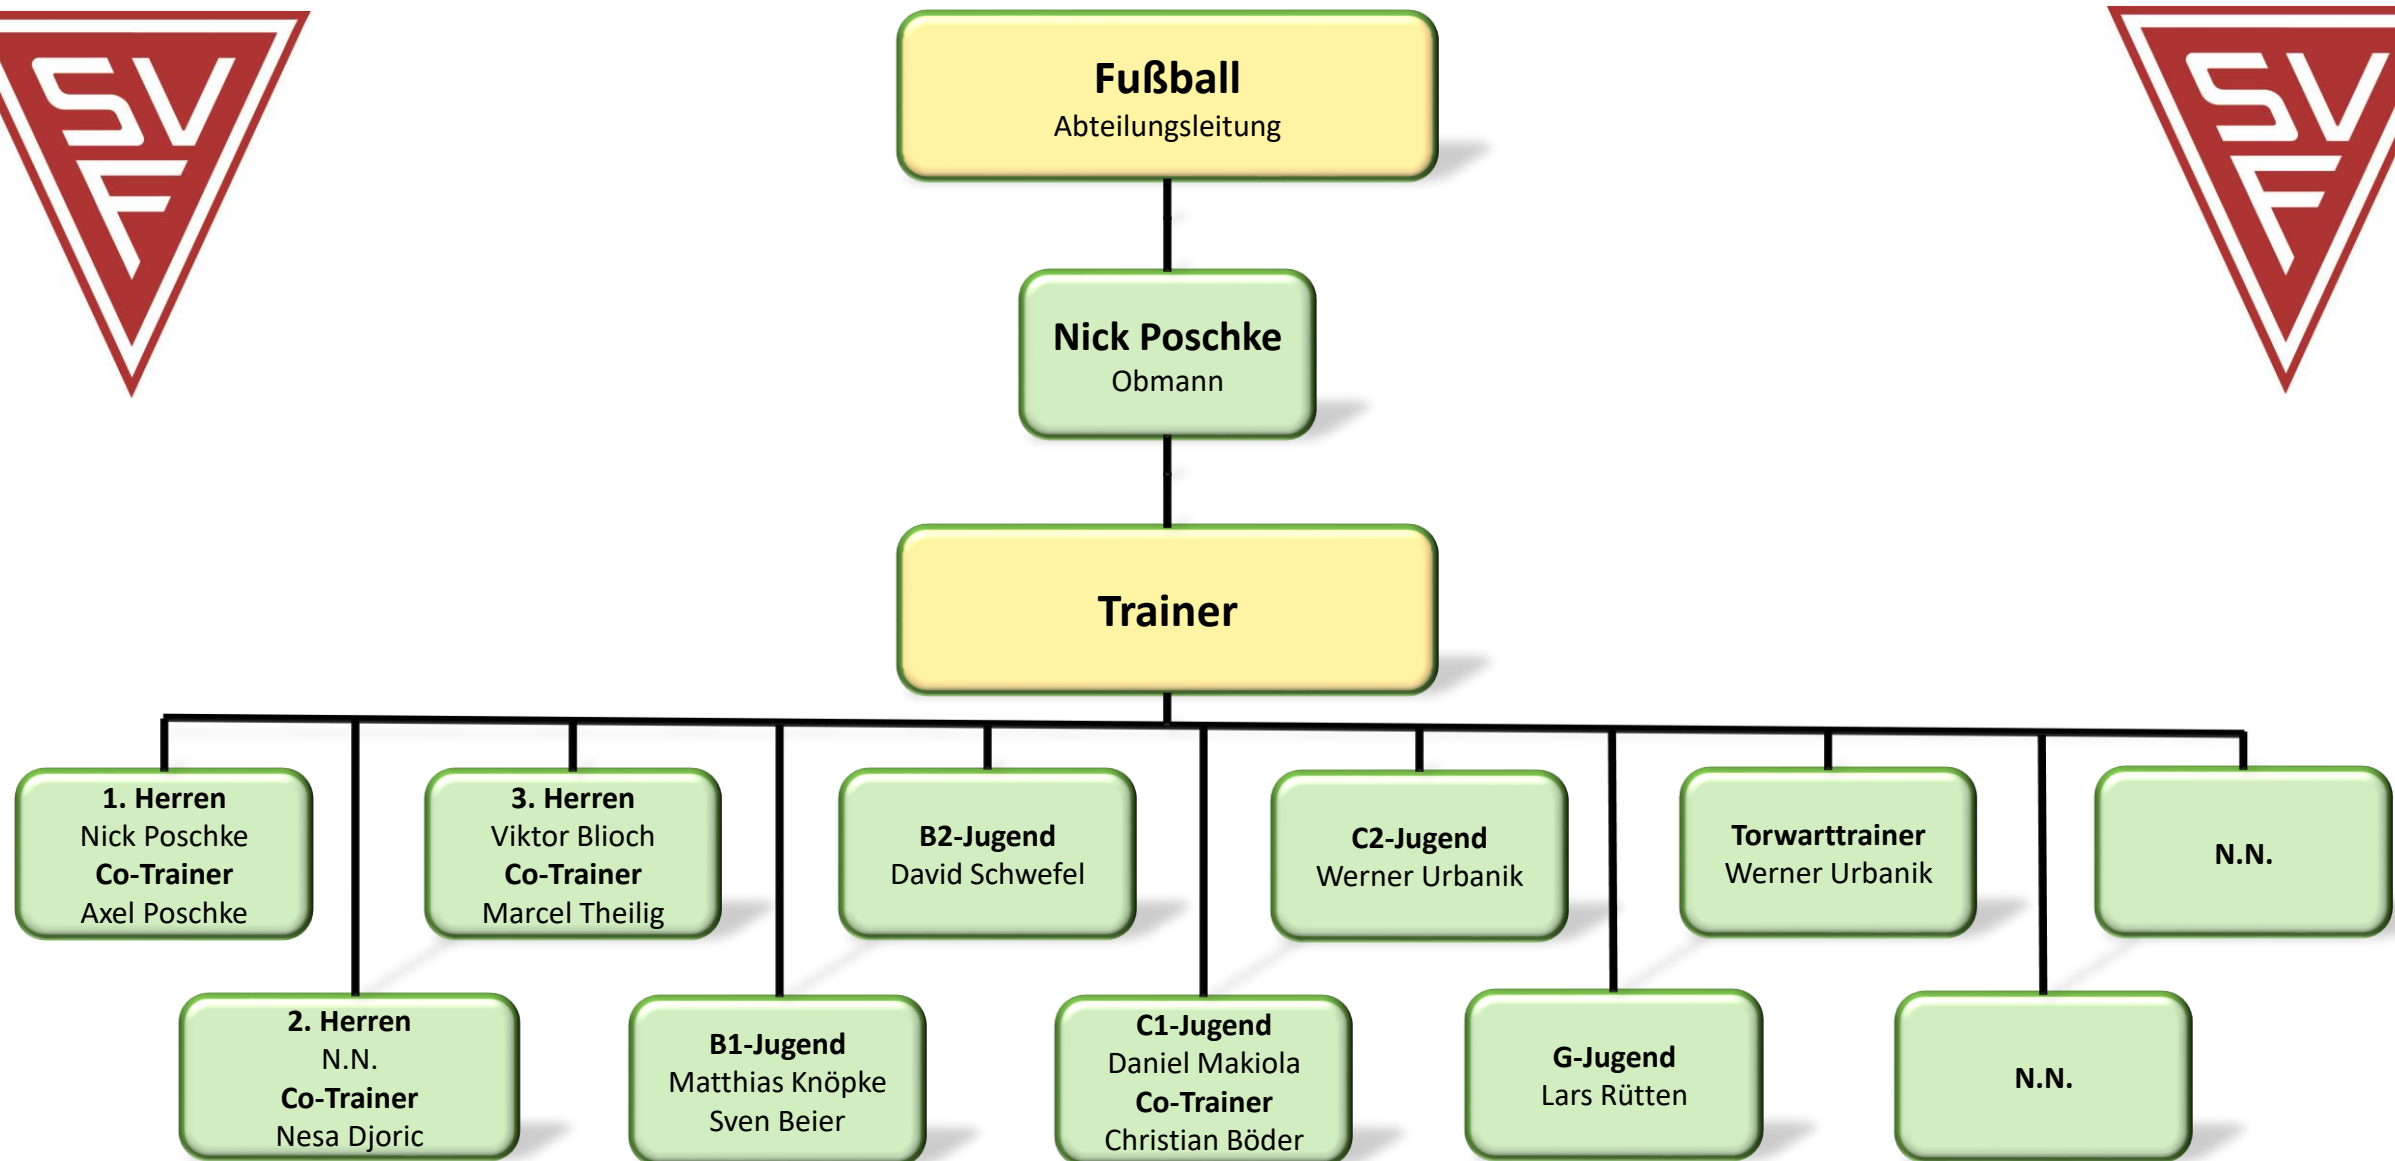 SV
F
SV
F
Fußball
Abteilungsleitung
Nick Poschke
Obmann
Trainer
1. Herren
Nick Poschke
Co-Trainer
Axel Poschke
3. Herren
Viktor Blioch
Co-Trainer
Marcel Theilig
B2-Jugend
David Schwefel
C2-Jugend
Werner Urbanik
Torwarttrainer
Werner Urbanik
N.N.
2. Herren
N.N.
Co-Trainer
Nesa Djoric
B1-Jugend
Matthias Knöpke
Sven Beier
C1-Jugend
Daniel Makiola
Co-Trainer
Christian Böder
G-Jugend
Lars Rütten
N.N.